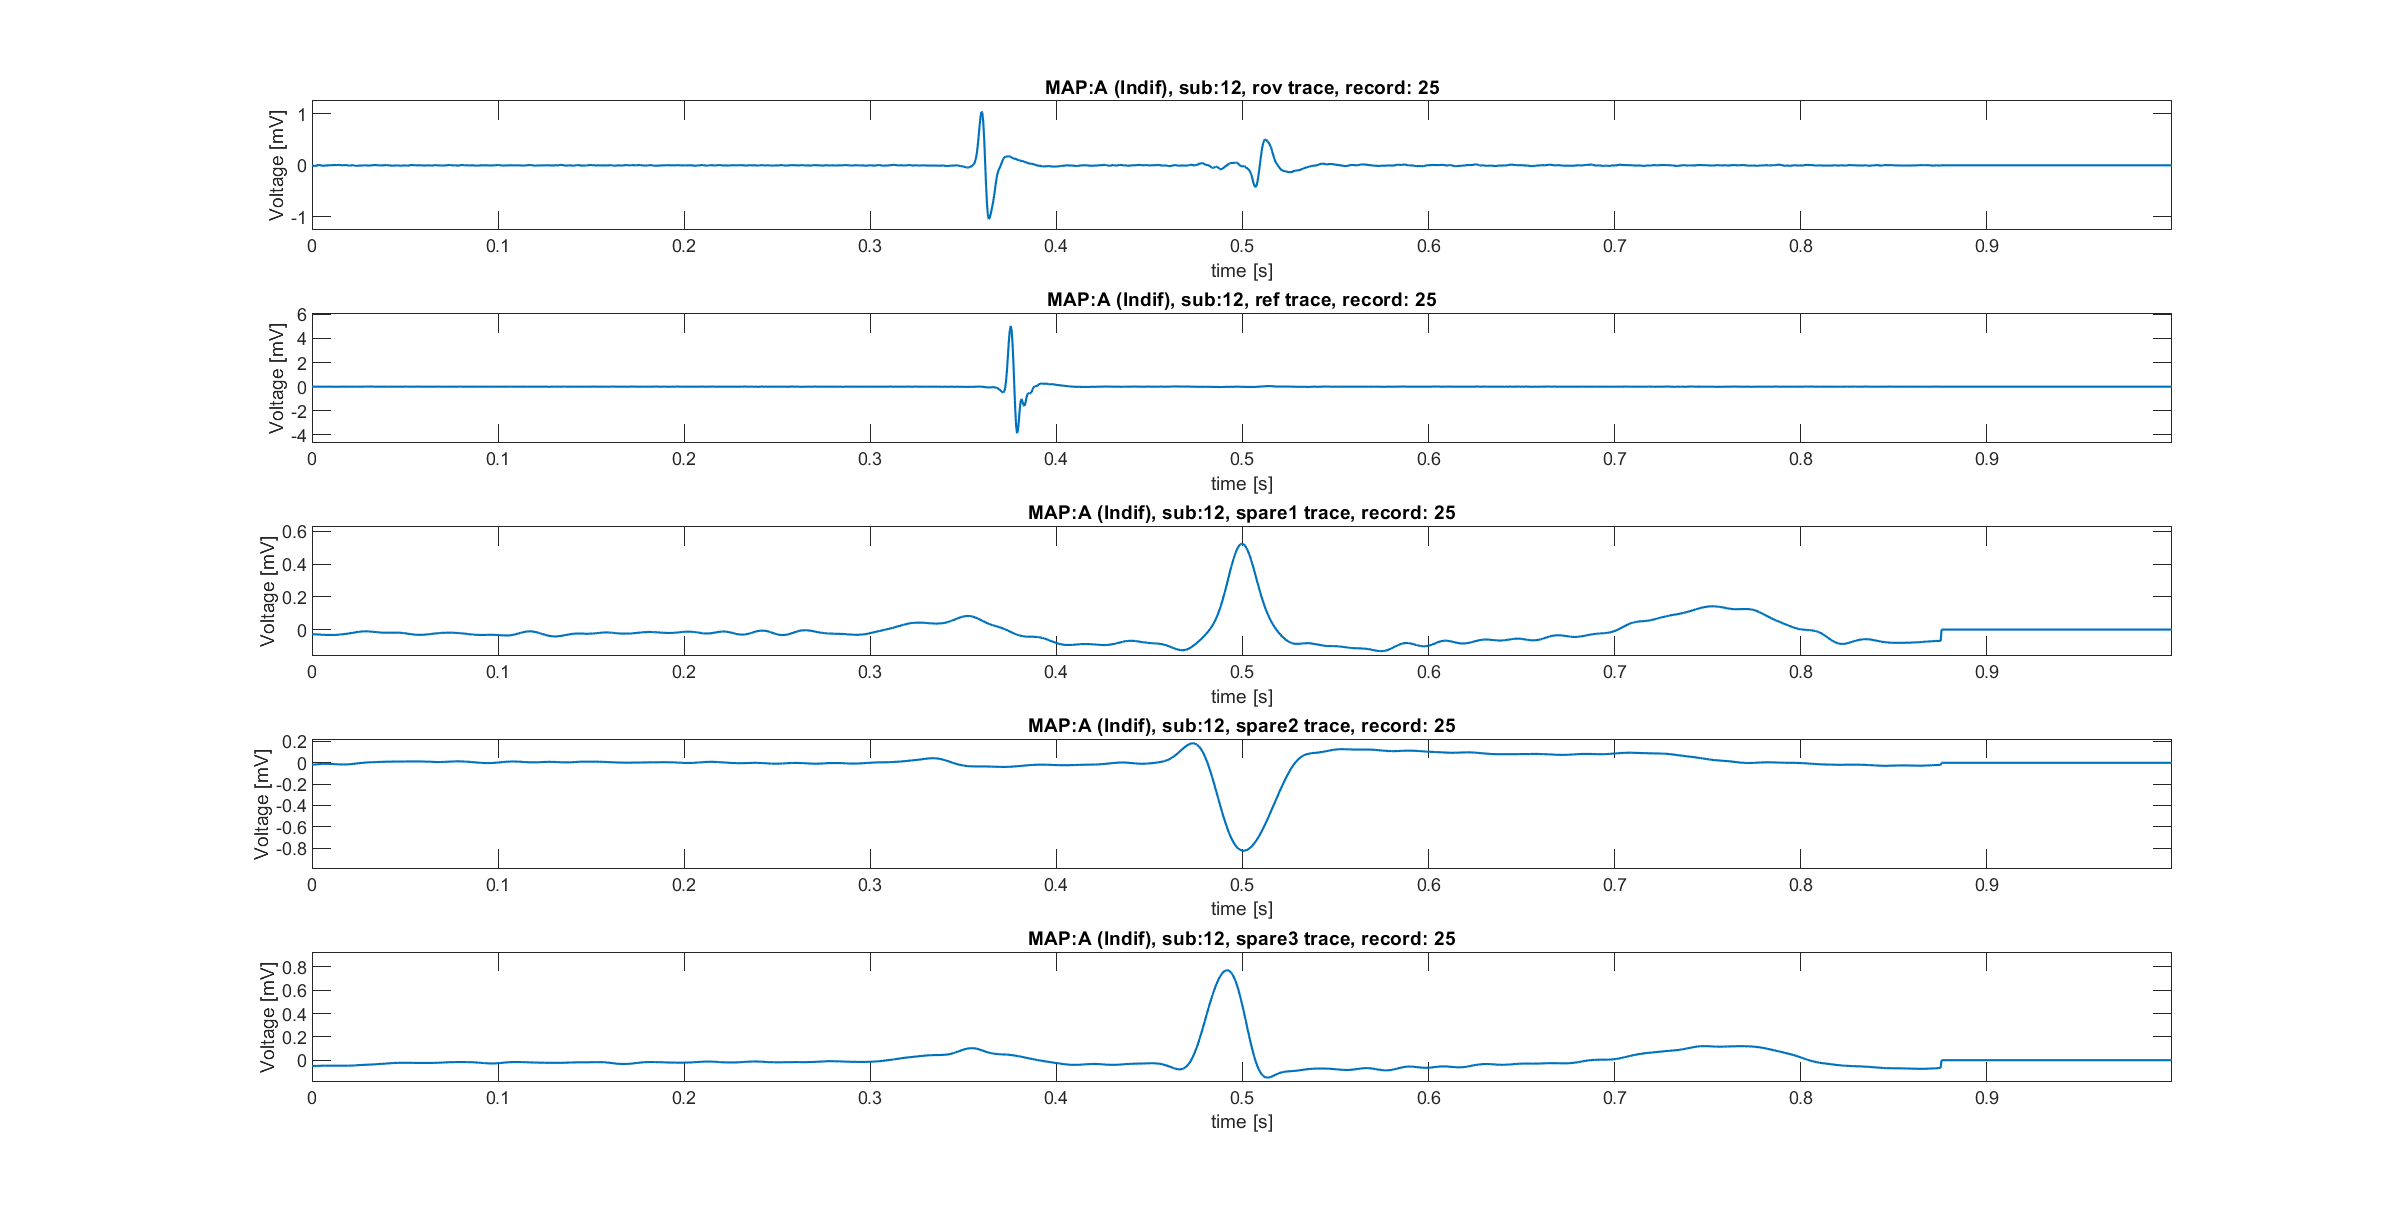 MAP:A (Indif), sub:12, rov trace, record: 25
Voltage [mV]
1
0
-1
0 0.1 0.2 0.3 0.4 0.5 0.6 0.7 0.8 0.9
time [s]
MAP:A (Indif), sub:12, ref trace, record: 25
Voltage [mV]
6
4
2
0
-2
-4
0 0.1 0.2 0.3 0.4 0.5 0.6 0.7 0.8 0.9
time [s]
MAP:A (Indif), sub:12, spare1 trace, record: 25
Voltage [mV]
0.6
0.4
0.2
0
0 0.1 0.2 0.3 0.4 0.5 0.6 0.7 0.8 0.9
time [s]
MAP:A (Indif), sub:12, spare2 trace, record: 25
Voltage [mV]
0.2
0
-0.2
-0.4
-0.6
-0.8
0 0.1 0.2 0.3 0.4 0.5 0.6 0.7 0.8 0.9
time [s]
MAP:A (Indif), sub:12, spare3 trace, record: 25
Voltage [mV]
0.8
0.6
0.4
0.2
0
0 0.1 0.2 0.3 0.4 0.5 0.6 0.7 0.8 0.9
time [s]